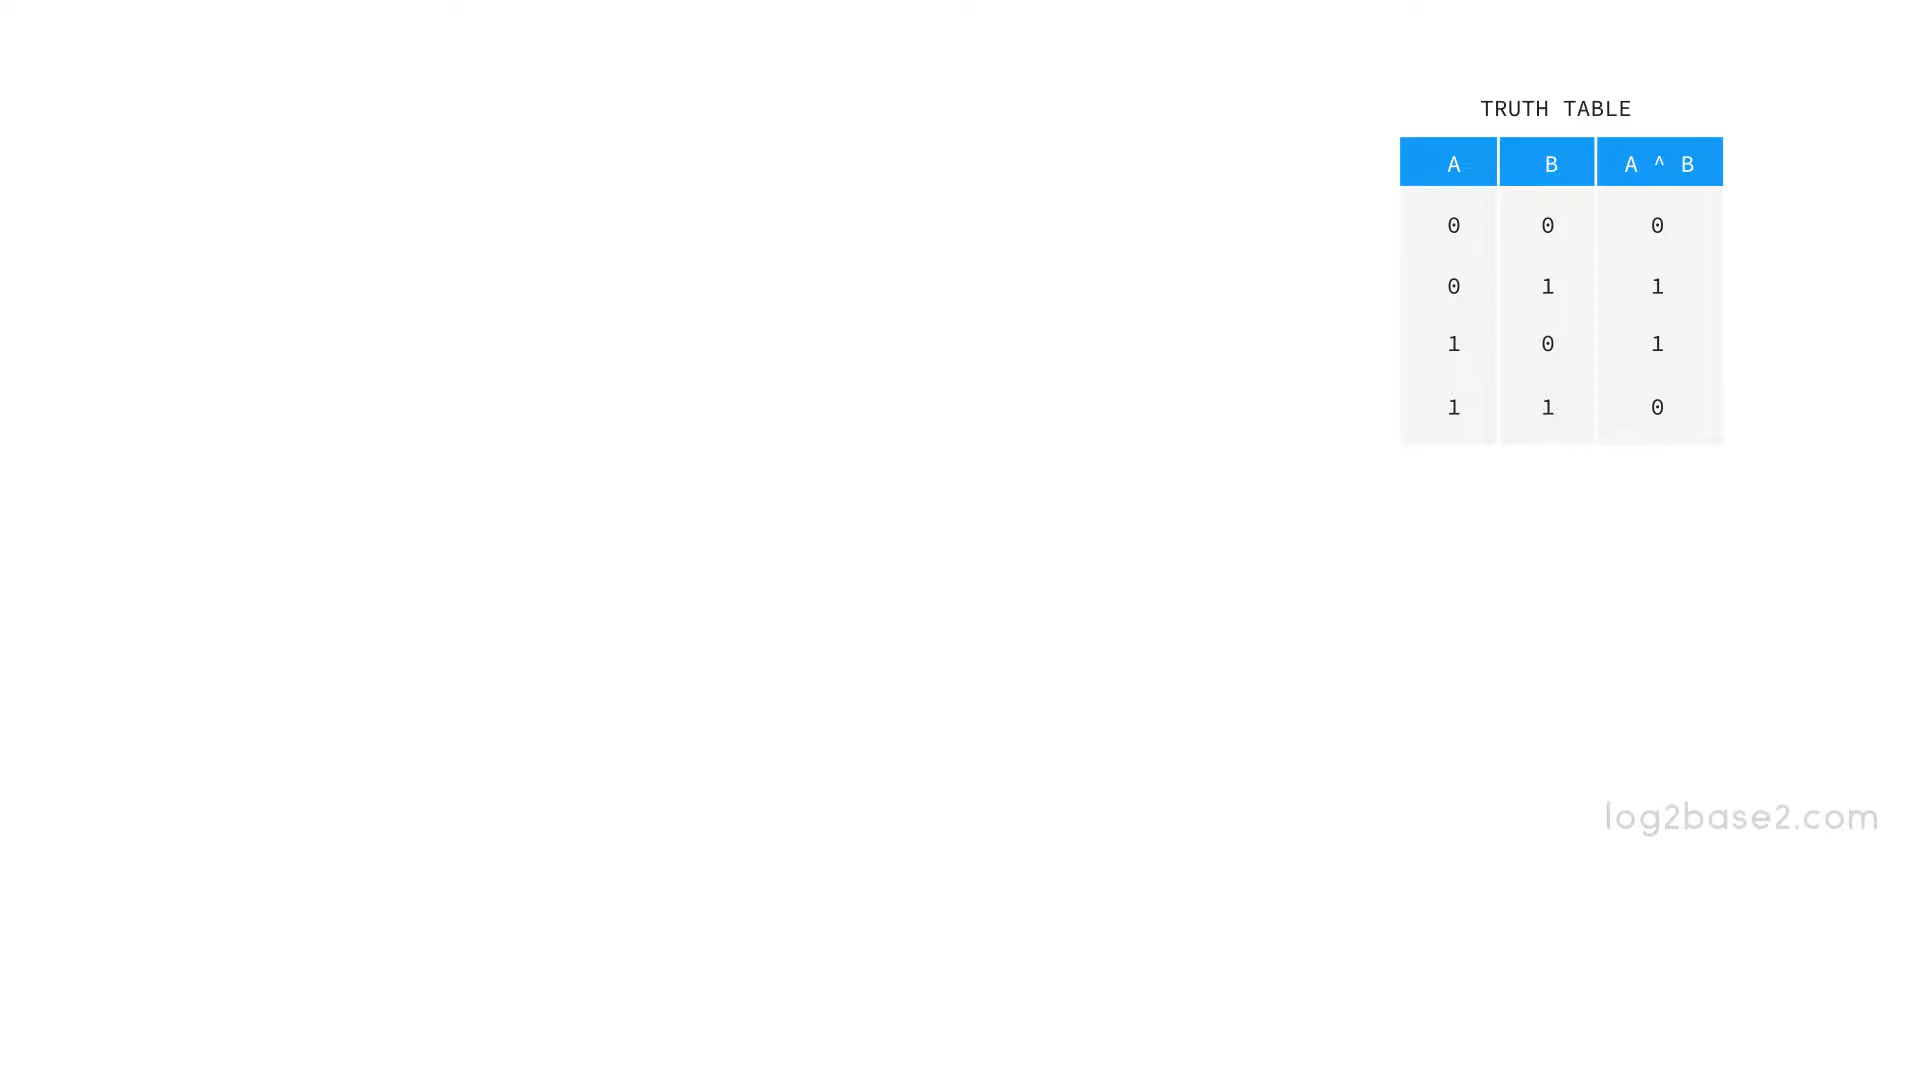 TRUTH TABLE
A B A ^ B
0 0 0
0 1 1
1 0 1
1 1 0
log2base2.com